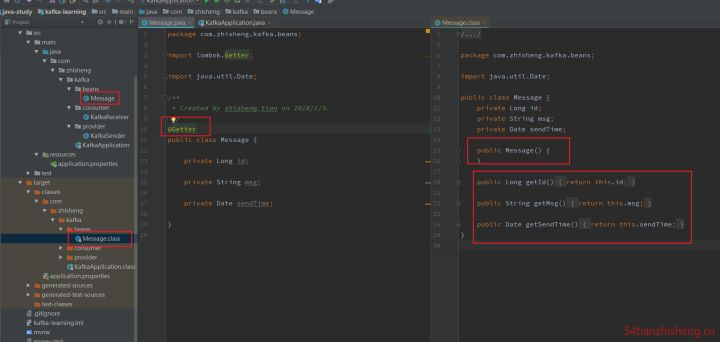 java-study
kafka-learning
src
main
java
com
zhisheng
kafka
beans
Message
KafkaApplication
Project
src
main
java
com
zhisheng
kafka
beans
Message
consumer
KafkaReceiver
provider
KafkaSender
KafkaApplication
resources
application.properties
test
target
classes
com
zhisheng
kafka
beans
Message.class
consumer
provider
KafkaApplication.class
application.properties
generated-sources
generated-test-sources
test-classes
.gitignore
kafka-learning.iml
mvnw
mvnw.cmd
Message.java
KafkaApplication.java
package com.zhisheng.kafka.beans;
import lombok.Getter;
import java.util.Date;
/**
* Created by zhisheng.tian on 2018/1/9.
@Getter
public class Message {
private Long id;
private String msg;
private Date sendTime;
}
Message.class
/.../
package com.zhisheng.kafka.beans;
import java.util.Date;
public class Message {
private Long id;
private String msg;
private Date sendTime;
public Message() {
}
public Long getId() { return this.id; }
public String getMsg() { return this.msg; }
public Date getSendTime() { return this.sendTime; }
}
54tianzhisheng.cn